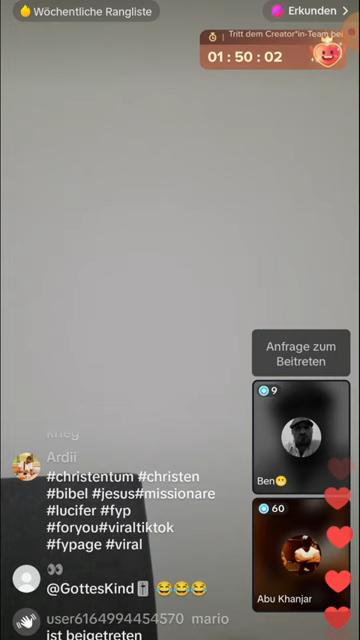 Wöchentliche Rangliste
Erkunden >
Tritt dem Creator*in-Team bei
01 : 50 : 02
Anfrage zum
Beitreten
9
Ben😬
60
Abu Khanjar
krieg
Ardii
#christentum #christen
#bibel #jesus#missionare
#lucifer #fyp
#foryou#viraltiktok
#fypage #viral
👀
@GottesKind🎚️ 😂😂😂
user6164994454570 mario
ist beigetreten